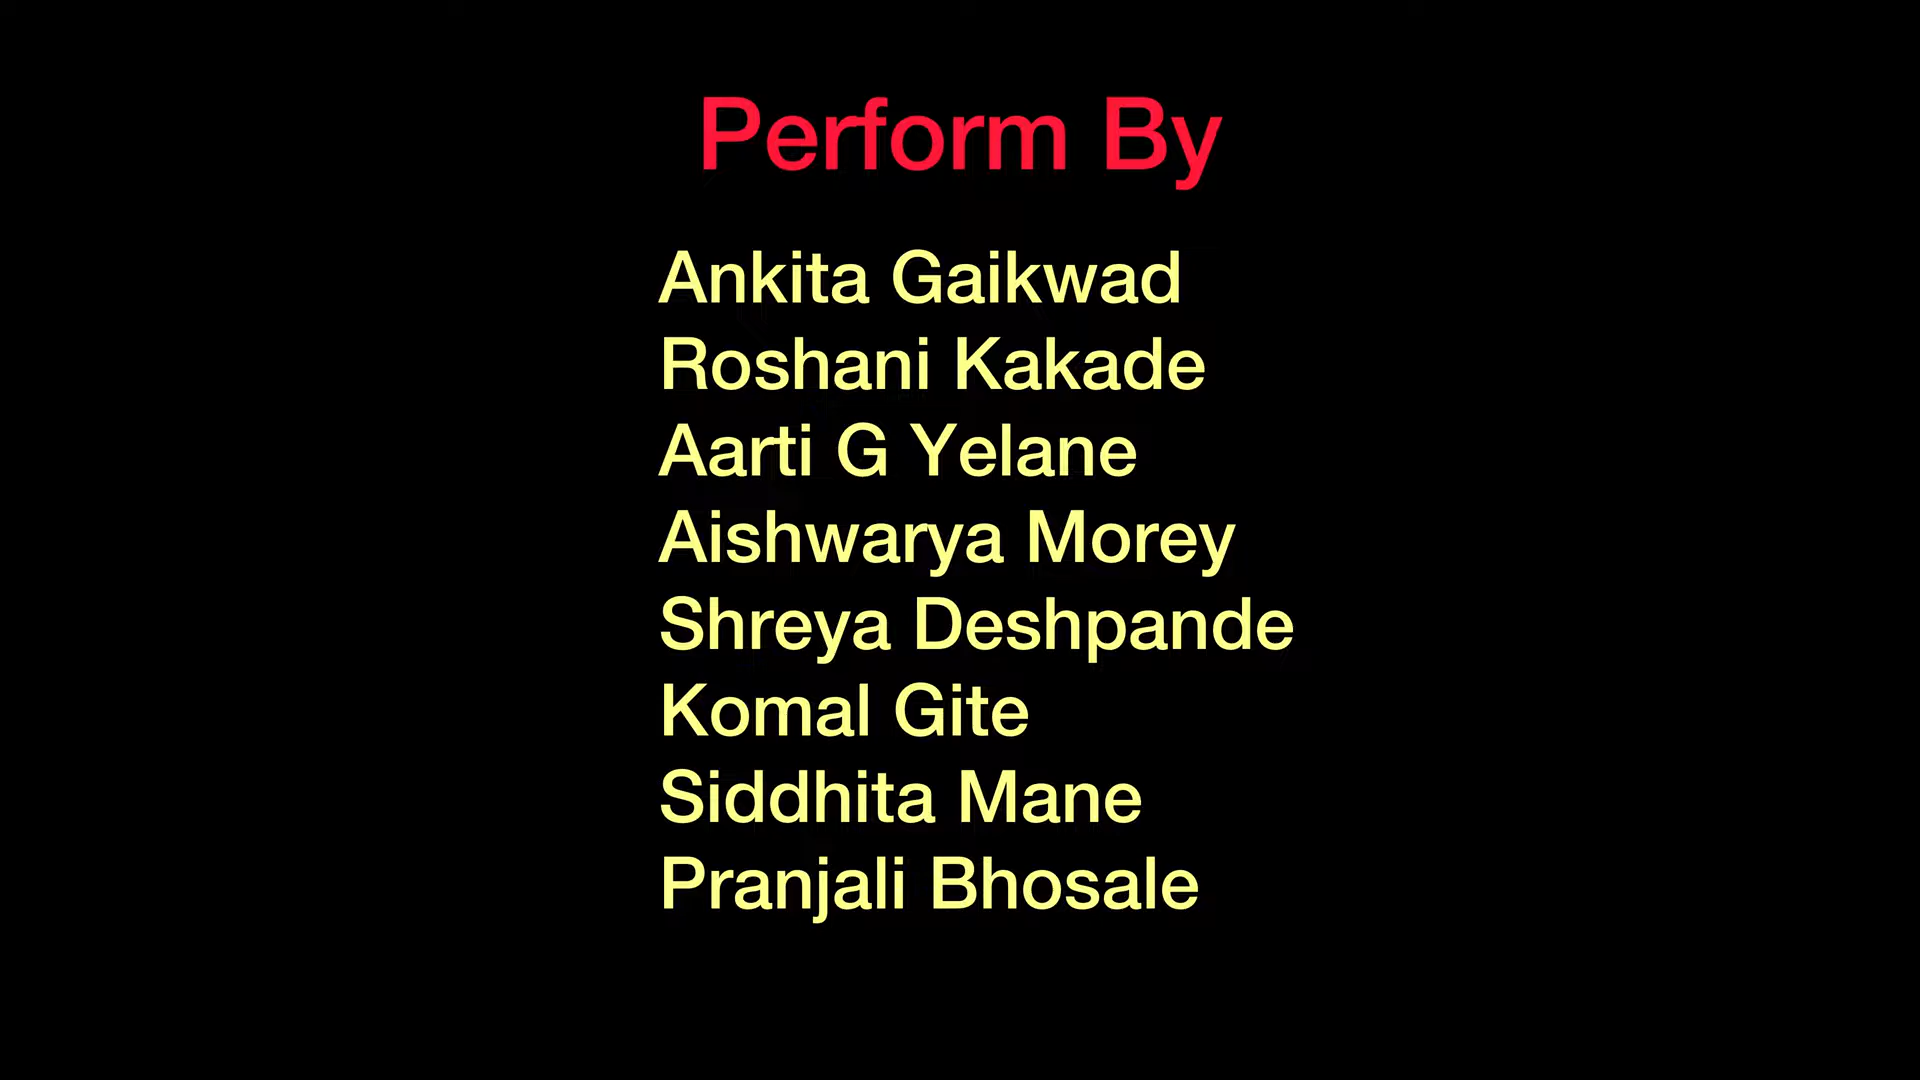 Perform By
Ankita Gaikwad
Roshani Kakade
Aarti G Yelane
Aishwarya Morey
Shreya Deshpande
Komal Gite
Siddhita Mane
Pranjali Bhosale